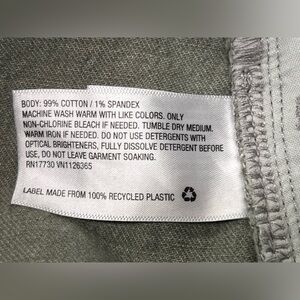 BODY: 99% COTTON / 1% SPANDEX
MACHINE WASH WARM WITH LIKE COLORS. ONLY
NON-CHLORINE BLEACH IF NEEDED. TUMBLE DRY MEDIUM.
WARM IRON IF NEEDED. DO NOT USE DETERGENTS WITH
OPTICAL BRIGHTENERS, FULLY DISSOLVE DETERGENT BEFORE
USE, DO NOT LEAVE GARMENT SOAKING.
RN17730 VN1126365
LABEL MADE FROM 100% RECYCLED PLASTIC